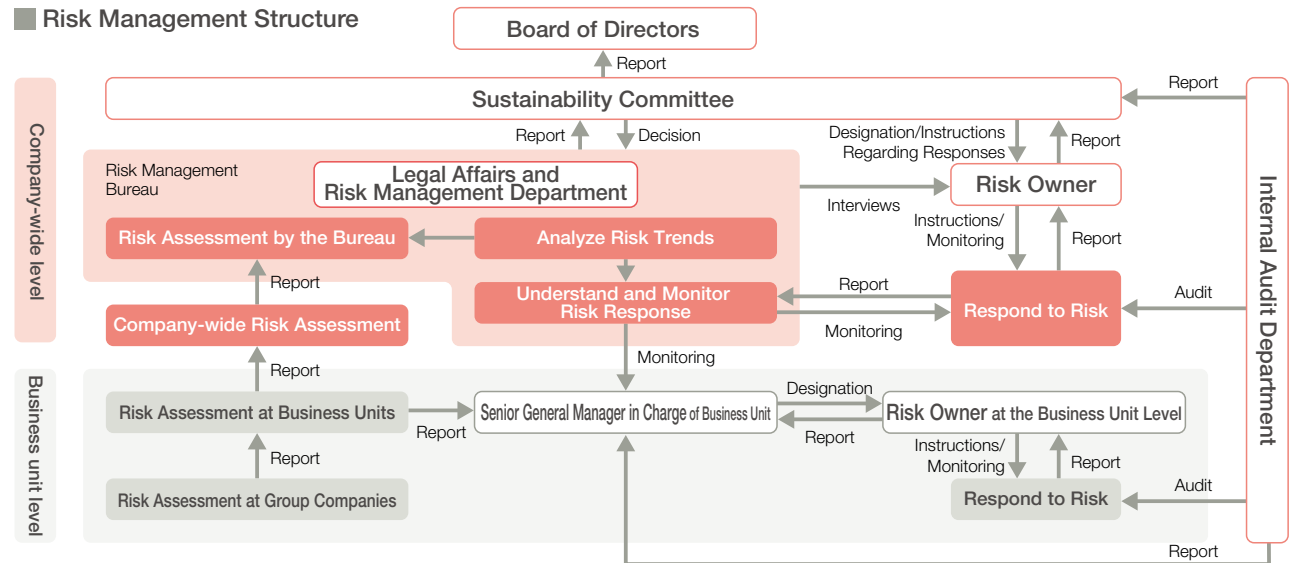 Risk Management Structure
Board of Directors
Report
Sustainability Committee
Report
Report
Decision
Designation/Instructions
Regarding Responses
Report
Company-wide level
Risk Management
Bureau
Legal Affairs and
Risk Management Department
Interviews
Risk Owner
Instructions/
Monitoring
Report
Risk Assessment by the Bureau
Analyze Risk Trends
Report
Understand and Monitor
Risk Response
Report
Monitoring
Respond to Risk
Audit
Company-wide Risk Assessment
Internal Audit Department
Report
Monitoring
Business unit level
Risk Assessment at Business Units
Report
Senior General Manager in Charge of Business Unit
Designation
Report
Risk Owner at the Business Unit Level
Report
Instructions/
Monitoring
Report
Risk Assessment at Group Companies
Respond to Risk
Audit
Report